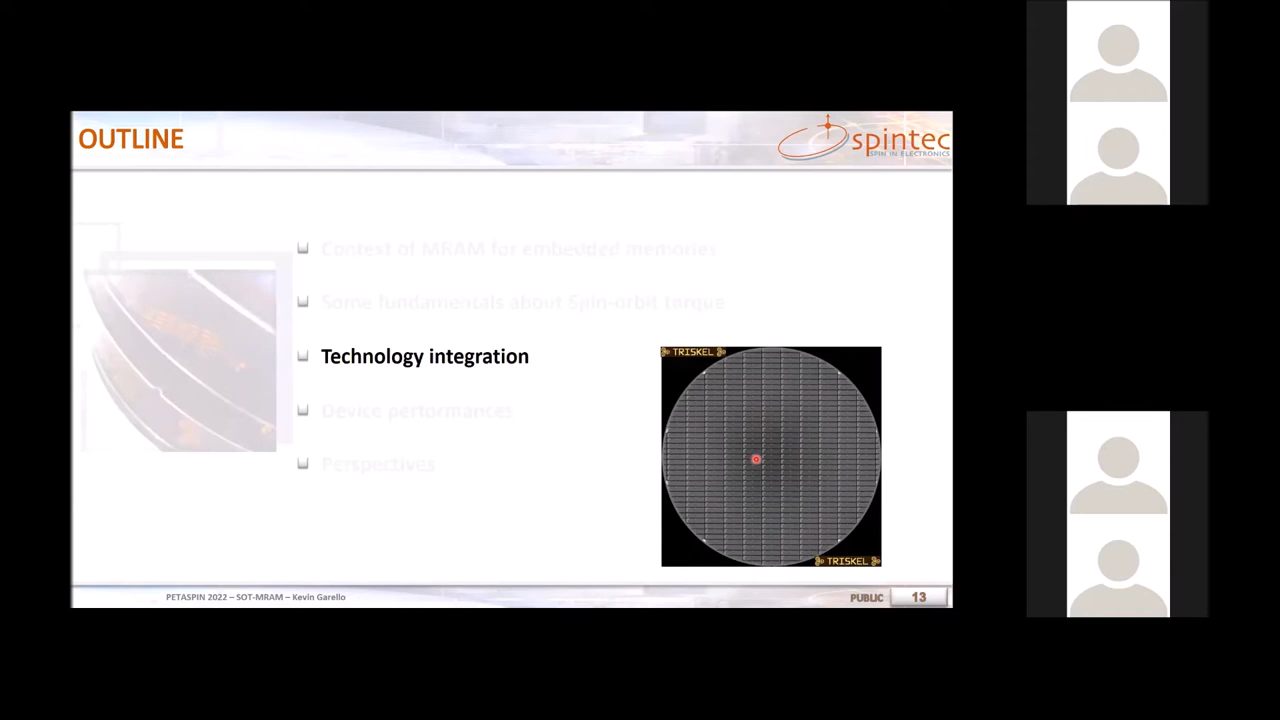 OUTLINE
spintec
SPIN IN ELECTRONICS
Context of MRAM for embedded memories
Some fundamentals about Spin-orbit torque
Technology integration
TRISKEL
Device performances
Perspectives
TRISKEL
PETASPIN 2022 – SOT-MRAM – Kevin Garello
PUBLIC
13